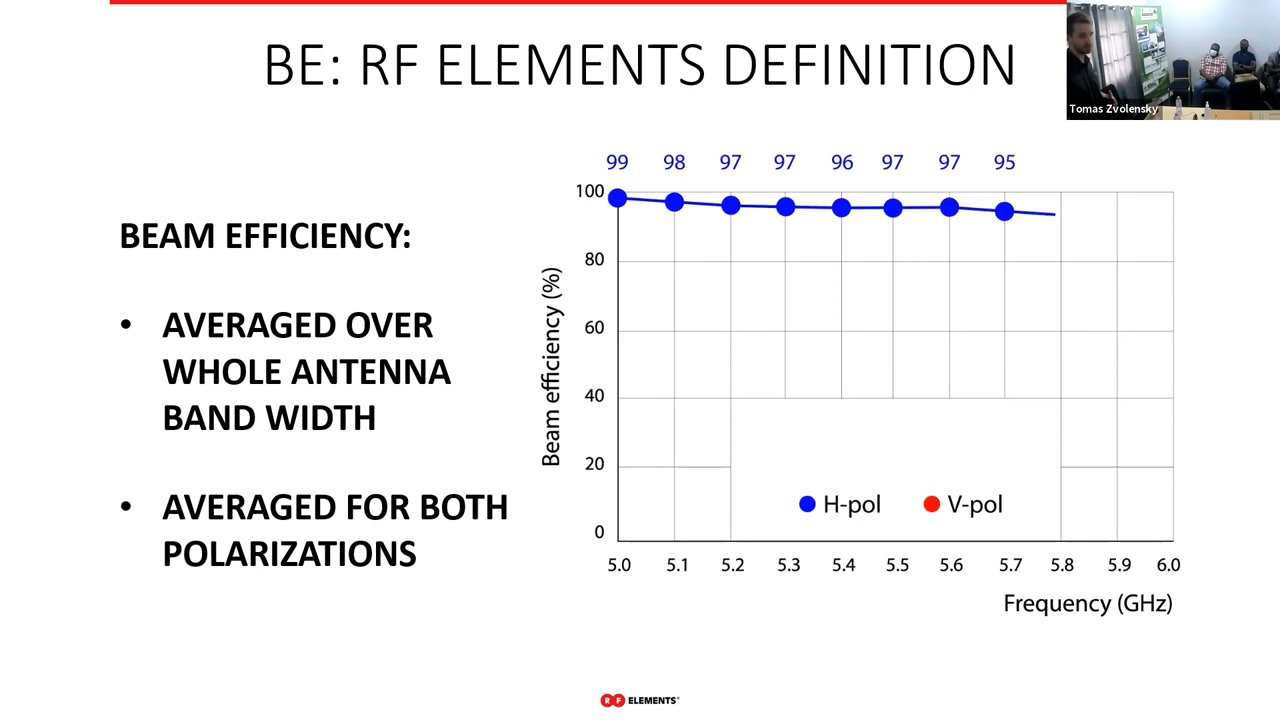 BE: RF ELEMENTS DEFINITION
Tomas Zvolensky
BEAM EFFICIENCY:
• AVERAGED OVER
WHOLE ANTENNA
BAND WIDTH
• AVERAGED FOR BOTH
POLARIZATIONS
99 98 97 97 96 97 97 95
100
80
60
40
20
0
Beam efficiency (%)
H-pol V-pol
5.0 5.1 5.2 5.3 5.4 5.5 5.6 5.7 5.8 5.9 6.0
Frequency (GHz)
RF ELEMENTS